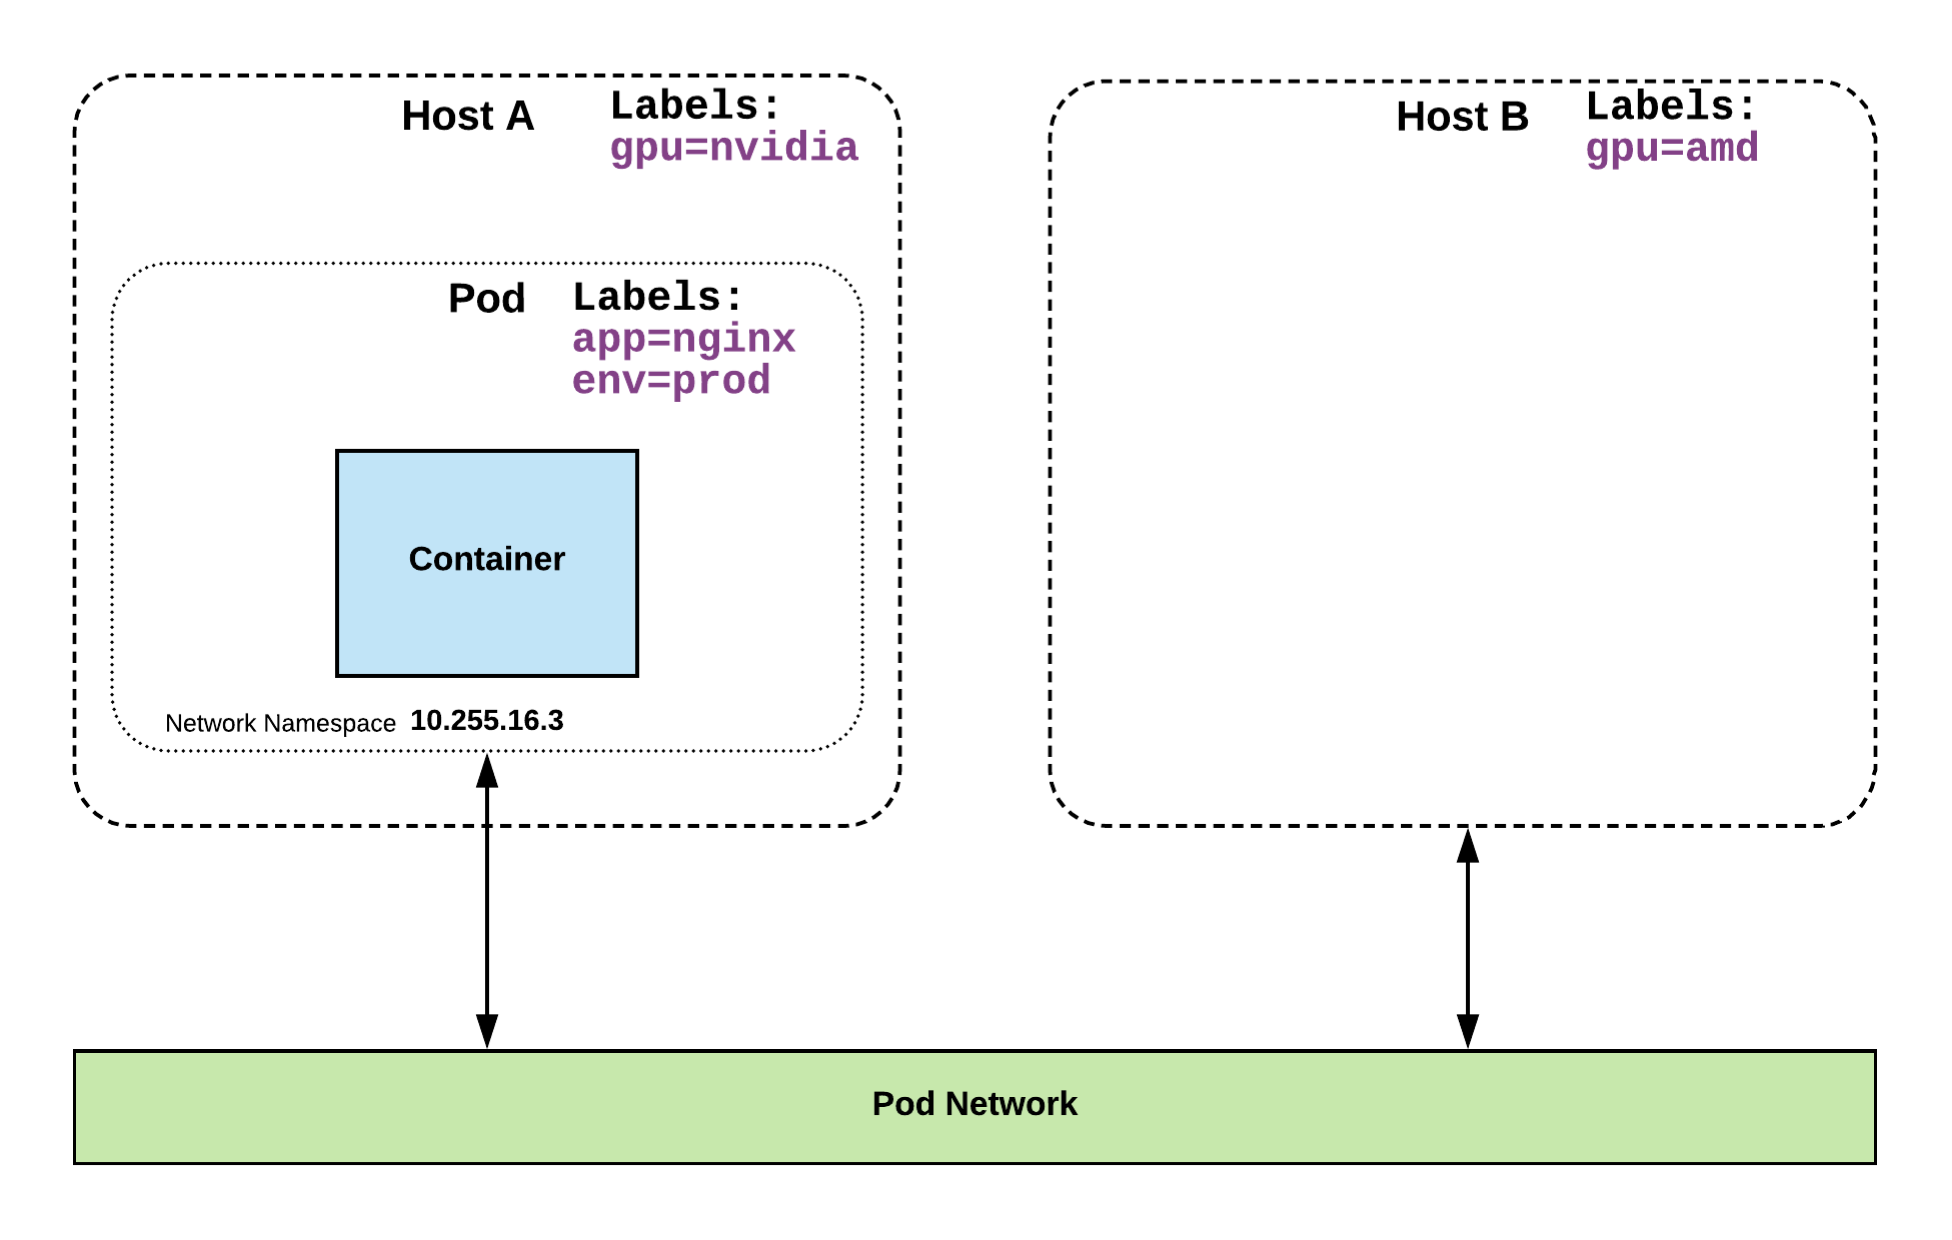 Host A
Labels:
gpu=nvidia
Pod
Labels:
app=nginx
env=prod
Container
Network Namespace 10.255.16.3
Host B
Labels:
gpu=amd
Pod Network